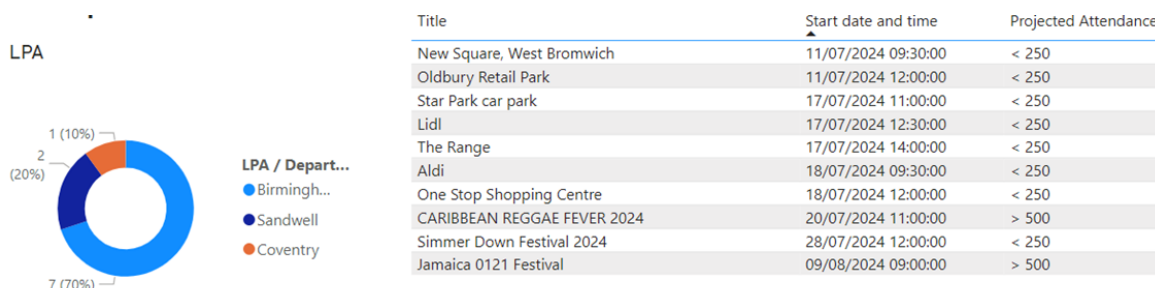 LPA
1 (10%)
2
(20%)
7 (70%)
LPA / Depart...
Birmingh...
Sandwell
Coventry
Title Start date and time Projected Attendance
New Square, West Bromwich 11/07/2024 09:30:00 < 250
Oldbury Retail Park 11/07/2024 12:00:00 < 250
Star Park car park 17/07/2024 11:00:00 < 250
Lidl 17/07/2024 12:30:00 < 250
The Range 17/07/2024 14:00:00 < 250
Aldi 18/07/2024 09:30:00 < 250
One Stop Shopping Centre 18/07/2024 12:00:00 < 250
CARIBBEAN REGGAE FEVER 2024 20/07/2024 11:00:00 > 500
Simmer Down Festival 2024 28/07/2024 12:00:00 < 250
Jamaica 0121 Festival 09/08/2024 09:00:00 > 500